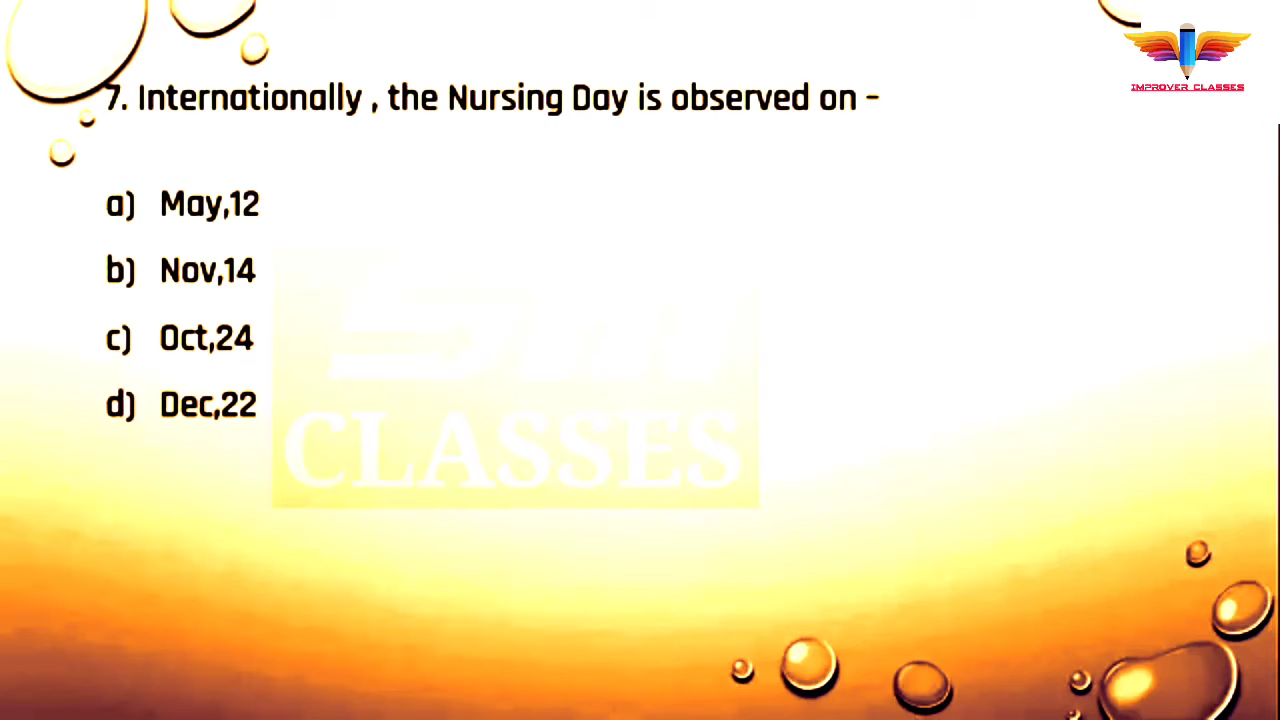 IMPROVER CLASSES
7. Internationally , the Nursing Day is observed on -
a) May,12
b) Nov,14
c) Oct,24
d) Dec,22
CLASSES